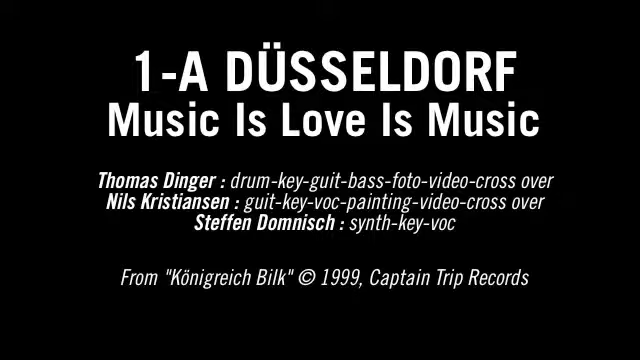 1-A DÜSSELDORF
Music Is Love Is Music
Thomas Dinger : drum-key-guit-bass-foto-video-cross over
Nils Kristiansen : guit-key-voc-painting-video-cross over
Steffen Domnisch : synth-key-voc
From "Königreich Bilk" © 1999, Captain Trip Records